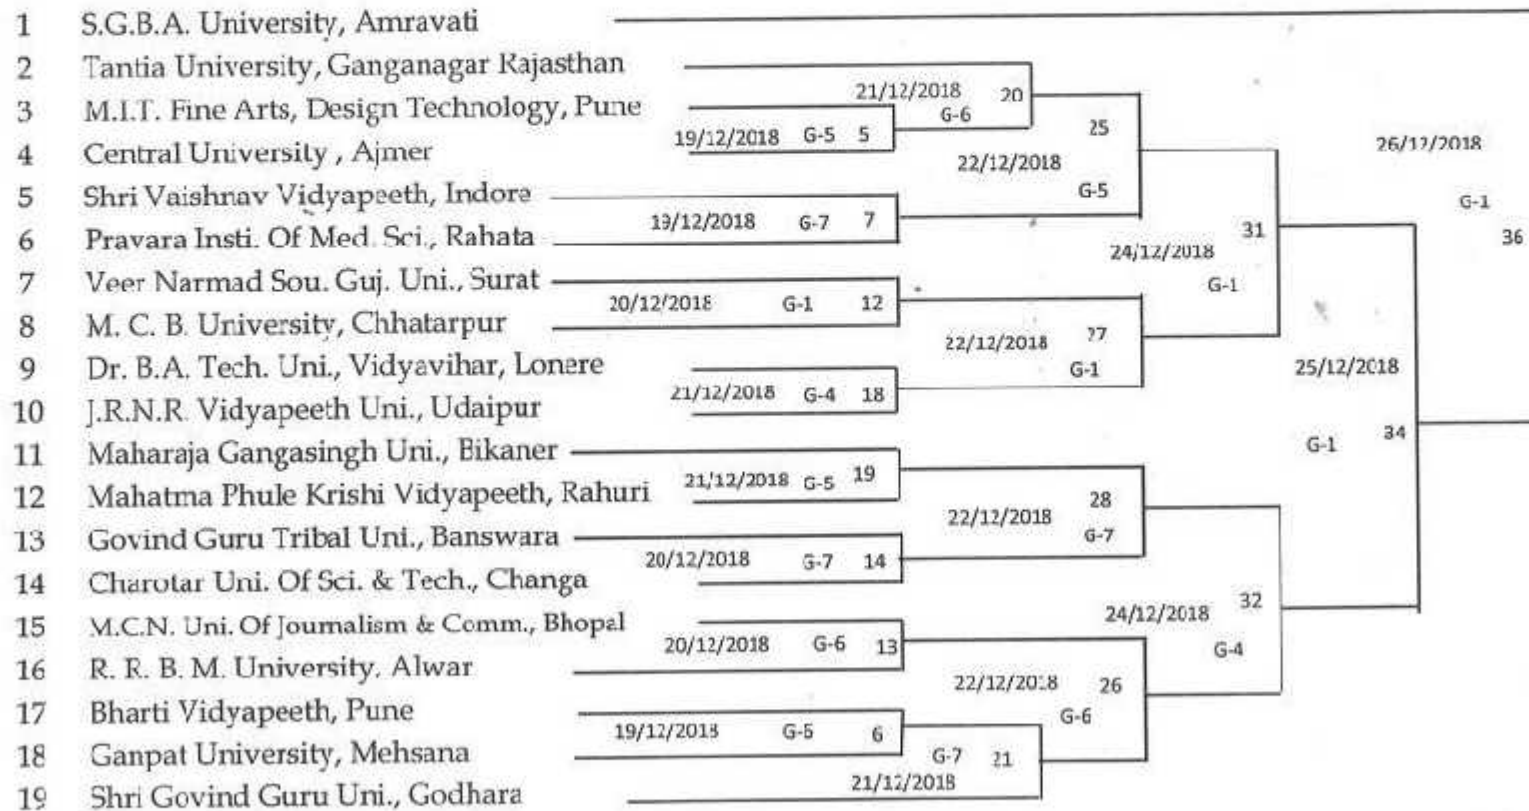 1 S.G.B.A. University, Amravati
2 Tantia University, Ganganagar Rajasthan
21/12/2018 20
G-6
3 M.I.T. Fine Arts, Design Technology, Pune
19/12/2018 G-5 5
25
4 Central University , Ajmer
22/12/2018
G-5
26/12/2018
5 Shri Vaishnav Vidyapeeth, Indore
19/12/2018 G-7 7
G-1
36
6 Pravara Insti. Of Med. Sci., Rahata
31
24/12/2018
G-1
7 Veer Narmad Sou. Guj. Uni., Surat
20/12/2018 G-1 12
8 M. C. B. University, Chhatarpur
22/12/2018 27
G-1
9 Dr. B.A. Tech. Uni., Vidyavihar, Lonere
21/12/2018 G-4 18
25/12/2018
10 J.R.N.R. Vidyapeeth Uni., Udaipur
G-1 34
11 Maharaja Gangasingh Uni., Bikaner
21/12/2018 G-5 19
12 Mahatma Phule Krishi Vidyapeeth, Rahuri
22/12/2018 28
G-7
13 Govind Guru Tribal Uni., Banswara
20/12/2018 G-7 14
14 Charotar Uni. Of Sci. & Tech., Changa
24/12/2018 32
G-4
15 M.C.N. Uni. Of Journalism & Comm., Bhopal
20/12/2018 G-6 13
16 R. R. B. M. University, Alwar
22/12/2018 26
G-6
17 Bharti Vidyapeeth, Pune
19/12/2018 6
18 Ganpat University, Mehsana
G-7 21
21/12/2018
19 Shri Govind Guru Uni., Godhara